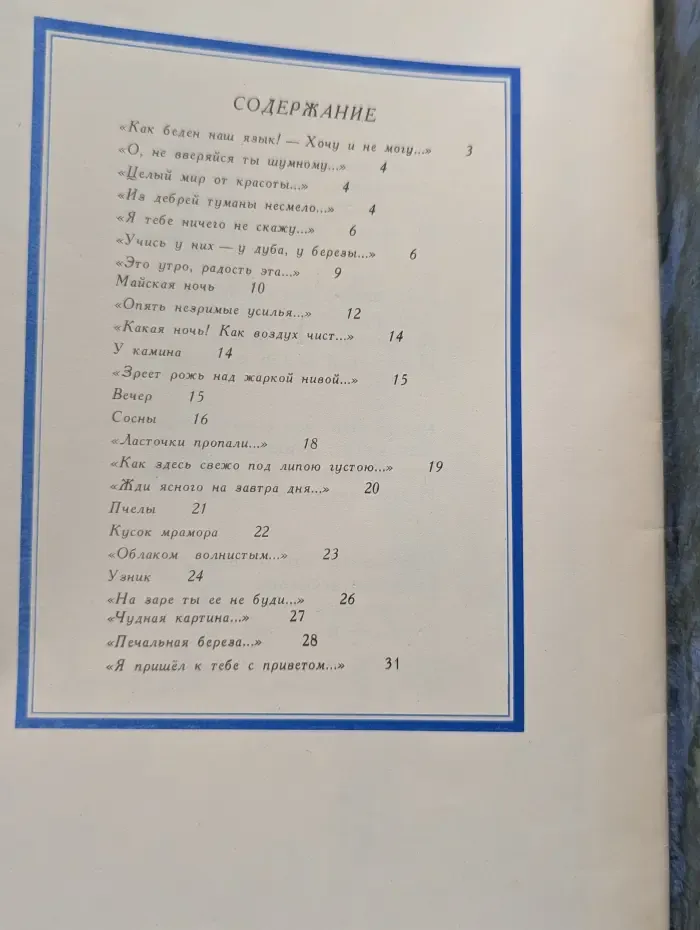 СОДЕРЖАНИЕ
«Как беден наш язык! — Хочу и не могу...» 3
«О, не вверяйся ты шумному...» 4
«Целый мир от красоты...» 4
«Из дебрей туманы несмело...» 4
«Я тебе ничего не скажу...» 6
«Учись у них — у дуба, у березы...» 6
«Это утро, радость эта...» 9
Майская ночь 10
«Опять незримые усилья...» 12
«Какая ночь! Как воздух чист...» 14
У камина 14
«Зреет рожь над жаркой нивой...» 15
Вечер 15
Сосны 16
«Ласточки пропали...» 18
«Как здесь свежо под липою густою...» 19
«Жди ясного на завтра дня...» 20
Пчелы 21
Кусок мрамора 22
«Облаком волнистым...» 23
Узник 24
«На заре ты ее не буди...» 26
«Чудная картина...» 27
«Печальная береза...» 28
«Я пришёл к тебе с приветом...» 31